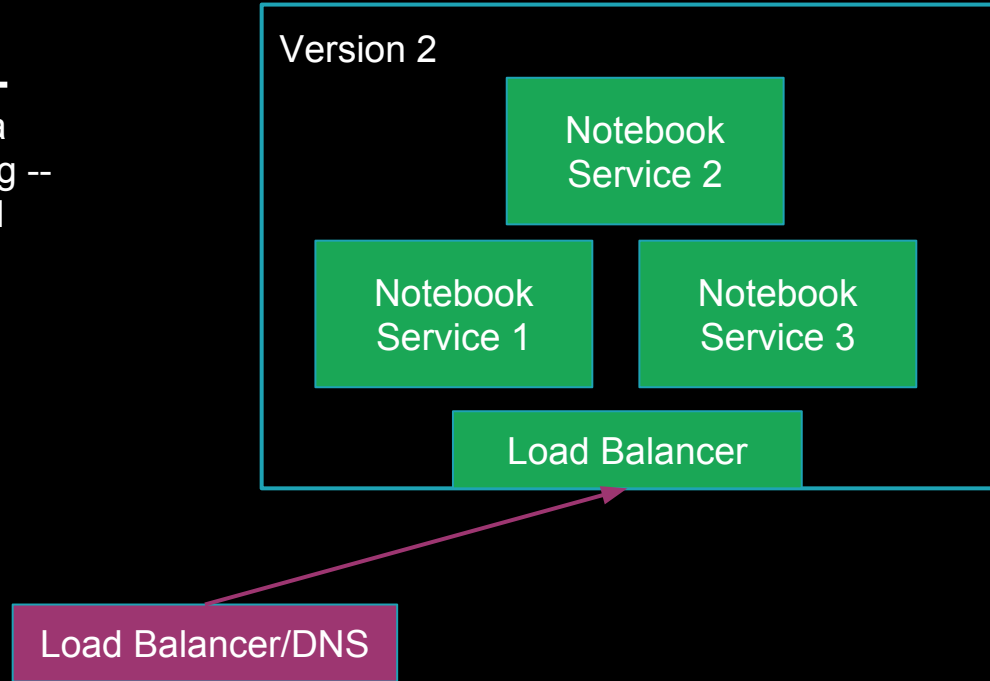 Version 2
g --
Notebook
Service 2
Notebook
Service 1
Notebook
Service 3
Load Balancer
Load Balancer/DNS